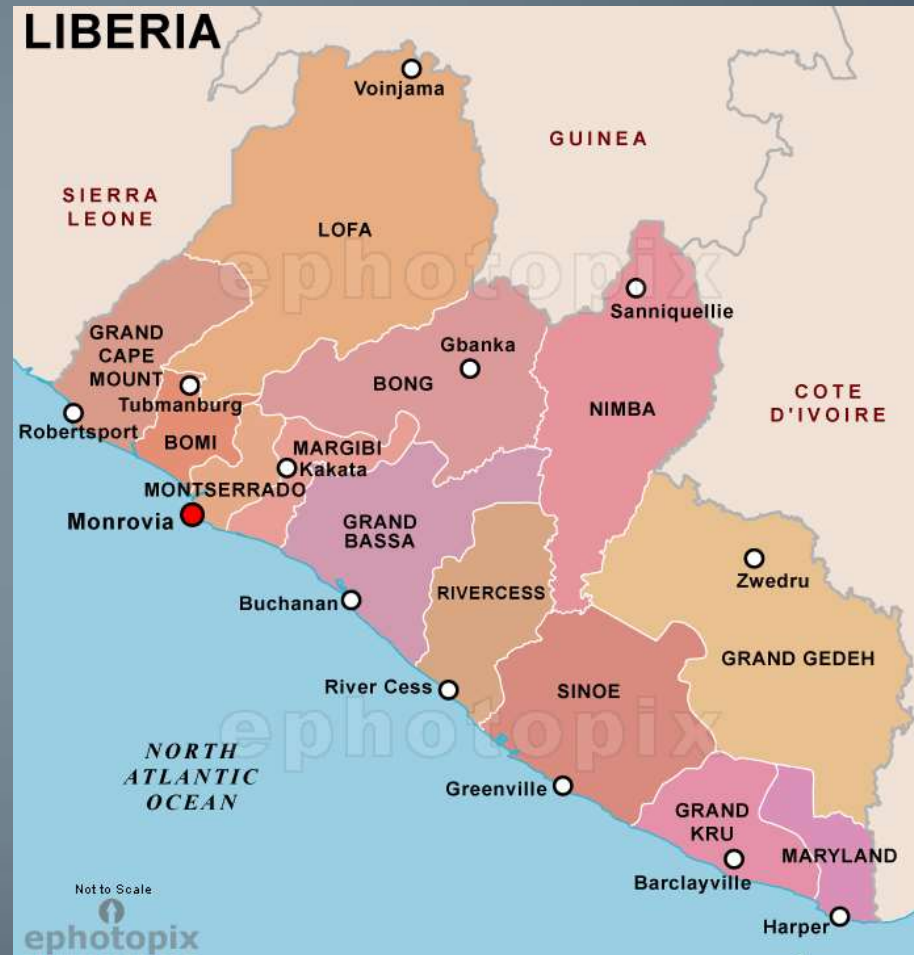 LIBERIA
Voinjama
GUINEA
SIERRA
LEONE
LOFA
ephotopix
Sanniquellie
GRAND
CAPE
MOUNT
Gbanka
BONG
COTE
D'IVOIRE
Tubmanburg
NIMBA
Robertsport
BOMI
MARGIBI
Kakata
MONTSERRADO
Monrovia
GRAND
BASSA
Zwedru
RIVERCESS
Buchanan
GRAND GEDEH
River Cess
SINOE
ephotopix
NORTH
ATLANTIC
OCEAN
Greenville
GRAND
KRU
MARYLAND
Barclayville
Harper
Not to Scale
ephotopix